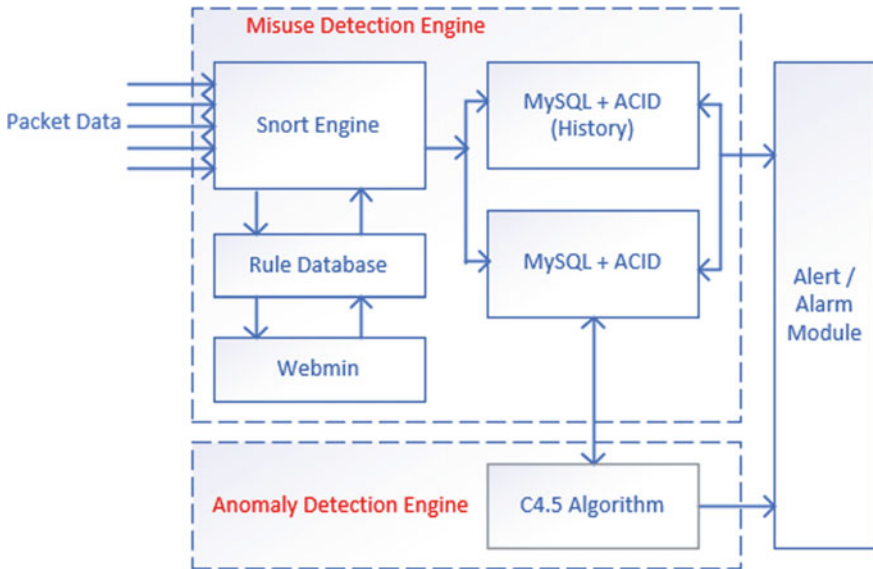 Misuse Detection Engine
Packet Data
Snort Engine
MySQL + ACID
(History)
Rule Database
MySQL + ACID
Webmin
Alert /
Alarm
Module
Anomaly Detection Engine
C4.5 Algorithm